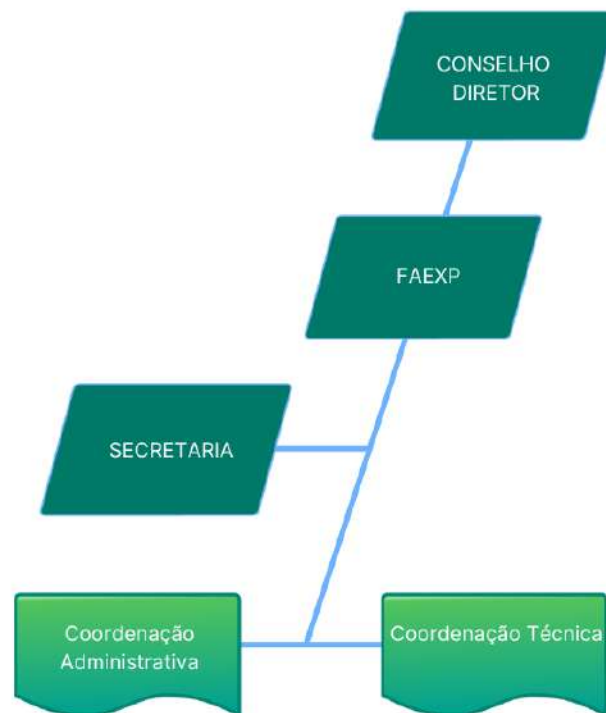 CONSELHO
DIRETOR
FAEXP
SECRETARIA
Coordenação
Administrativa
Coordenação Técnica